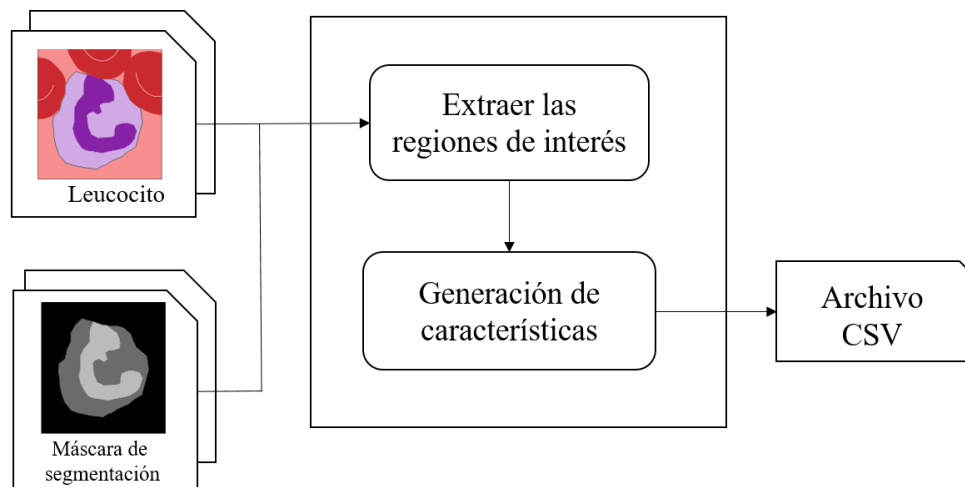 Leucocito
Máscara de
segmentación
Extraer las
regiones de interés
Generación de
características
Archivo
CSV